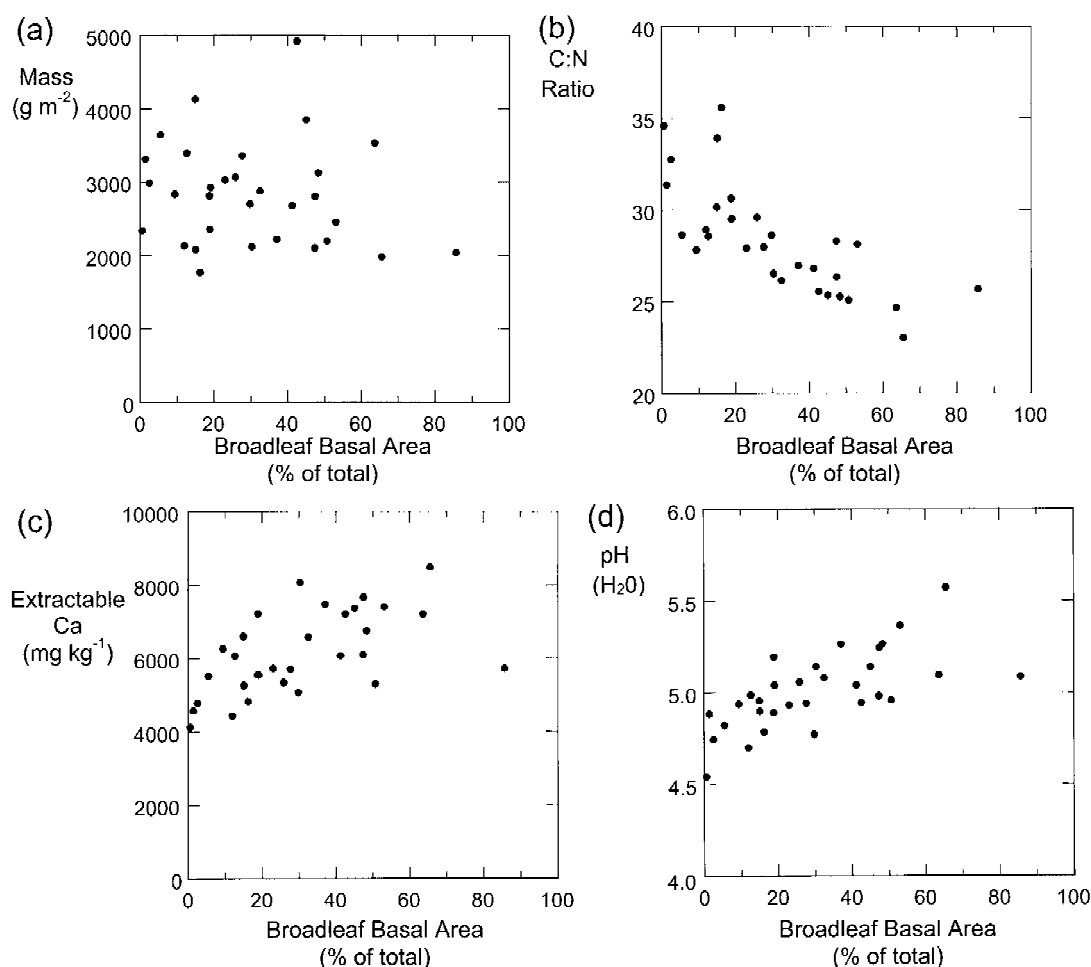 (a)
Mass
(g m-2)
5000
4000
3000
2000
1000
0
0 20 40 60 80 100
Broadleaf Basal Area
(% of total)
(b)
C:N
Ratio
40
35
30
25
20
0 20 40 60 80 100
Broadleaf Basal Area
(% of total)
(c)
Extractable
Ca
(mg kg-1)
10000
8000
6000
4000
2000
0
0 20 40 60 80 100
Broadleaf Basal Area
(% of total)
(d)
pH
(H20)
6.0
5.5
5.0
4.5
4.0
0 20 40 60 80 100
Broadleaf Basal Area
(% of total)